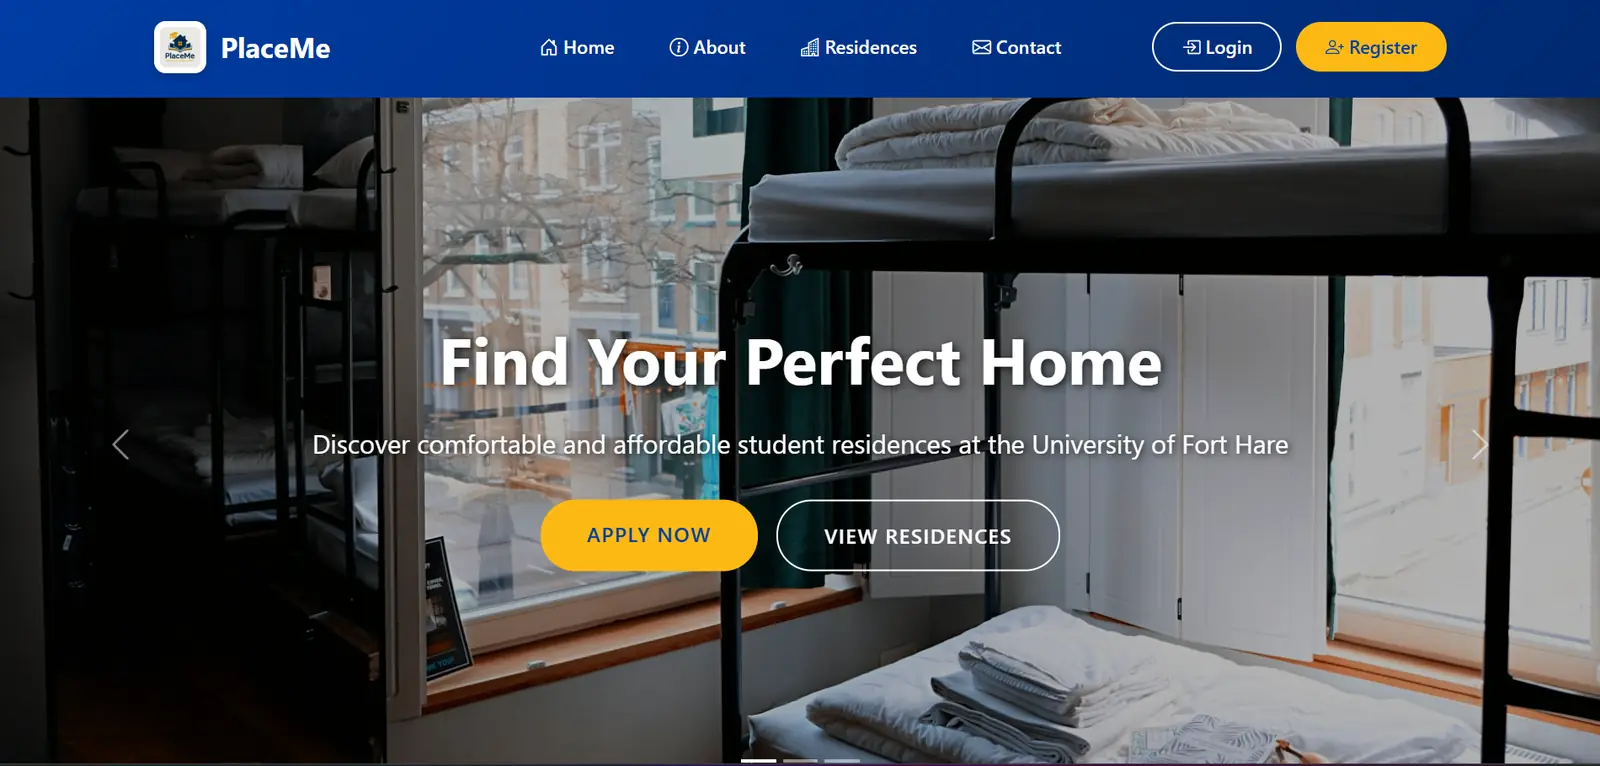 PlaceMe
PlaceMe
Home
About
Residences
Contact
Login
Register
Find Your Perfect Home
Discover comfortable and affordable student residences at the University of Fort Hare
APPLY NOW
VIEW RESIDENCES